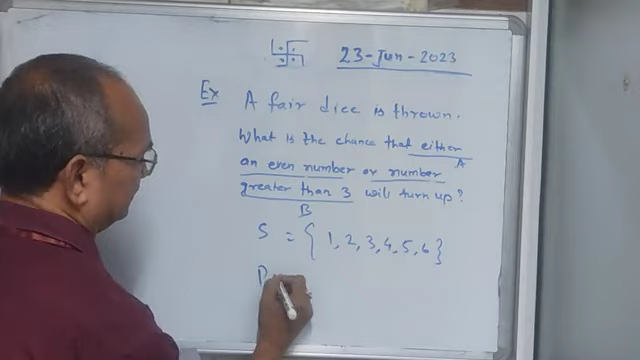 23-Jun-2023
Ex A fair dice is thrown.
What is the chance that either
A
an even number or number
greater than 3 will turn up?
B
S = { 1, 2, 3, 4, 5, 6 }